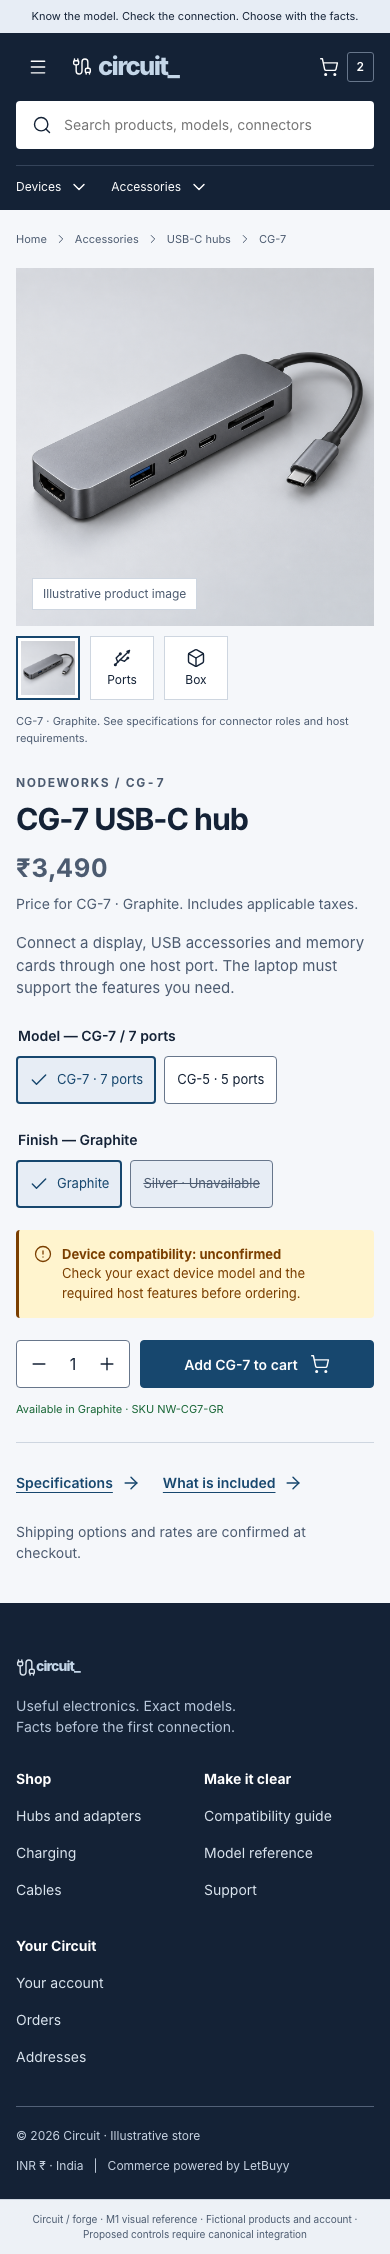 Know the model. Check the connection. Choose with the facts.
circuit_
2
Search products, models, connectors
Devices
Accessories
Home > Accessories > USB-C hubs > CG-7
Illustrative product image
Ports
Box
CG-7 · Graphite. See specifications for connector roles and host
requirements.
NODEWORKS / CG-7
CG-7 USB-C hub
₹3,490
Price for CG-7 · Graphite. Includes applicable taxes.
Connect a display, USB accessories and memory
cards through one host port. The laptop must
support the features you need.
Model — CG-7 / 7 ports
CG-7 · 7 ports
CG-5 · 5 ports
Finish — Graphite
Graphite
Silver · Unavailable
Device compatibility: unconfirmed
Check your exact device model and the
required host features before ordering.
1
Add CG-7 to cart
Available in Graphite · SKU NW-CG7-GR
Specifications
What is included
Shipping options and rates are confirmed at
checkout.
circuit_
Useful electronics. Exact models.
Facts before the first connection.
Shop
Hubs and adapters
Charging
Cables
Make it clear
Compatibility guide
Model reference
Support
Your Circuit
Your account
Orders
Addresses
© 2026 Circuit · Illustrative store
INR ₹ · India | Commerce powered by LetBuyy
Circuit / forge · M1 visual reference · Fictional products and account ·
Proposed controls require canonical integration